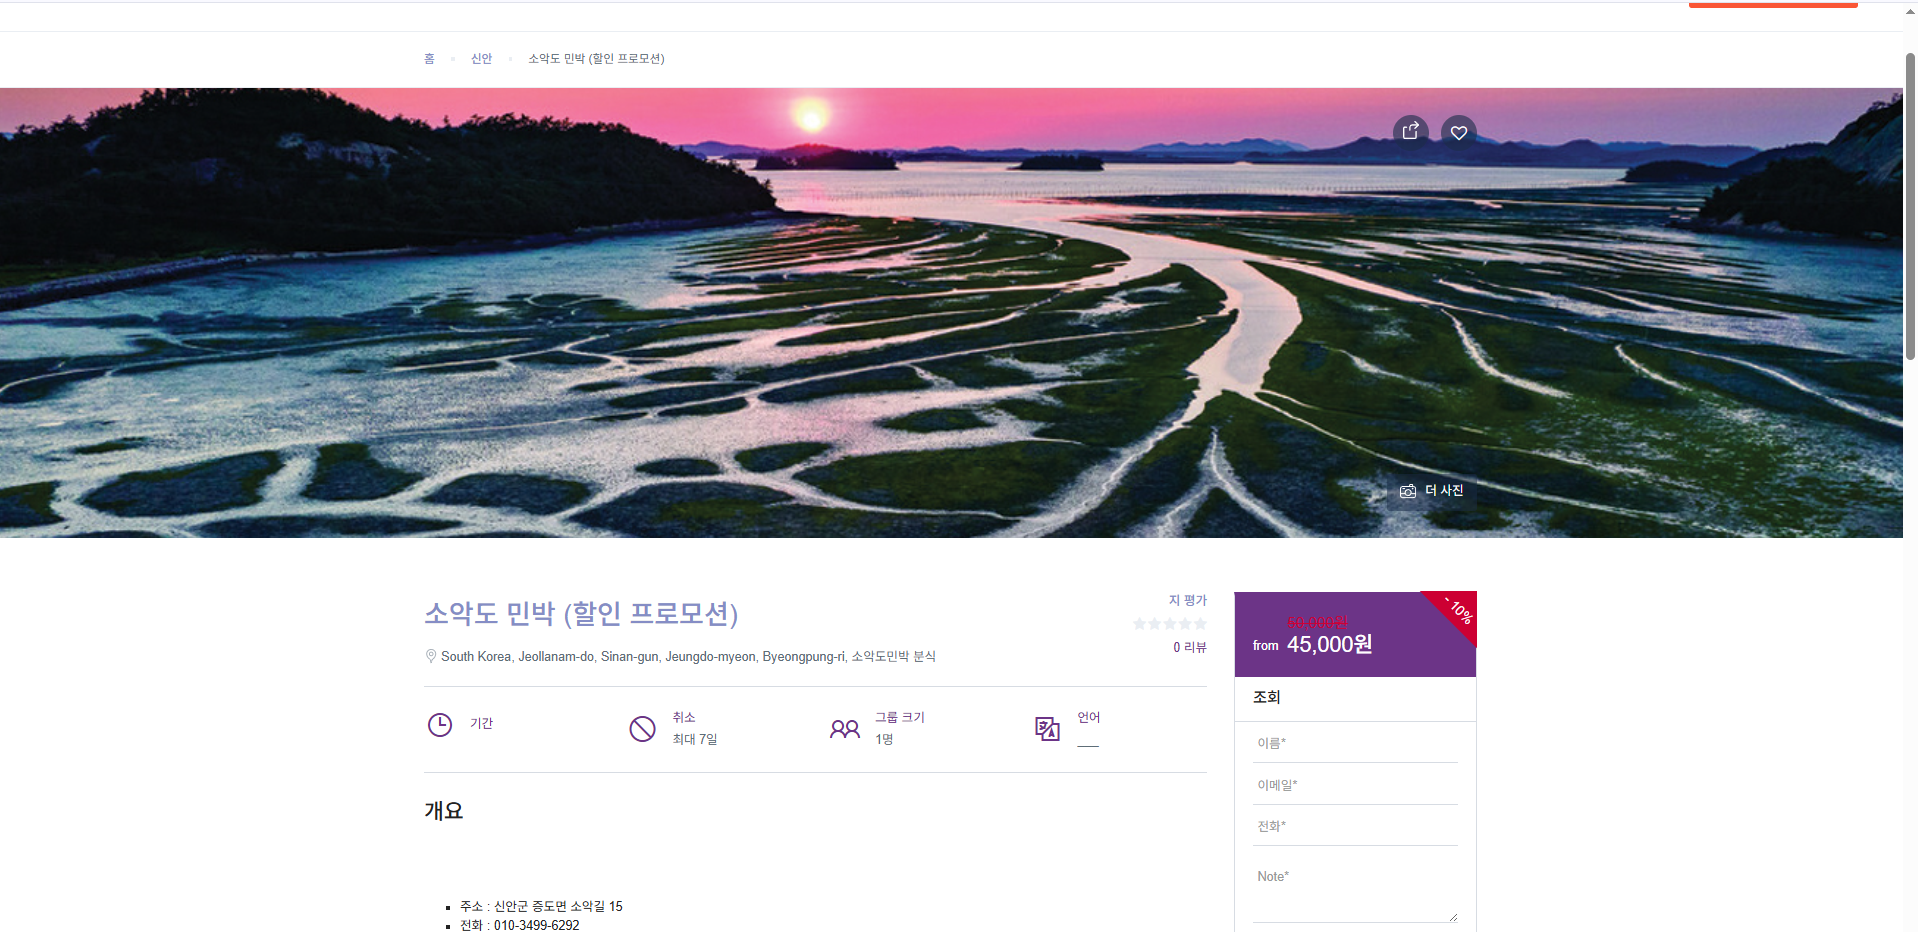 홈
신안
소악도 민박 (할인 프로모션)
더 사진
소악도 민박 (할인 프로모션)
South Korea, Jeollanam-do, Sinan-gun, Jeungdo-myeon, Byeongpung-ri, 소악도민박 분식
지 평가
0 리뷰
기간
취소
최대 7일
그룹 크기
1명
언어
___
개요
주소 : 신안군 증도면 소악길 15
전화 : 010-3499-6292
- 10%
50,000원
from 45,000원
조회
이름*
이메일*
전화*
Note*